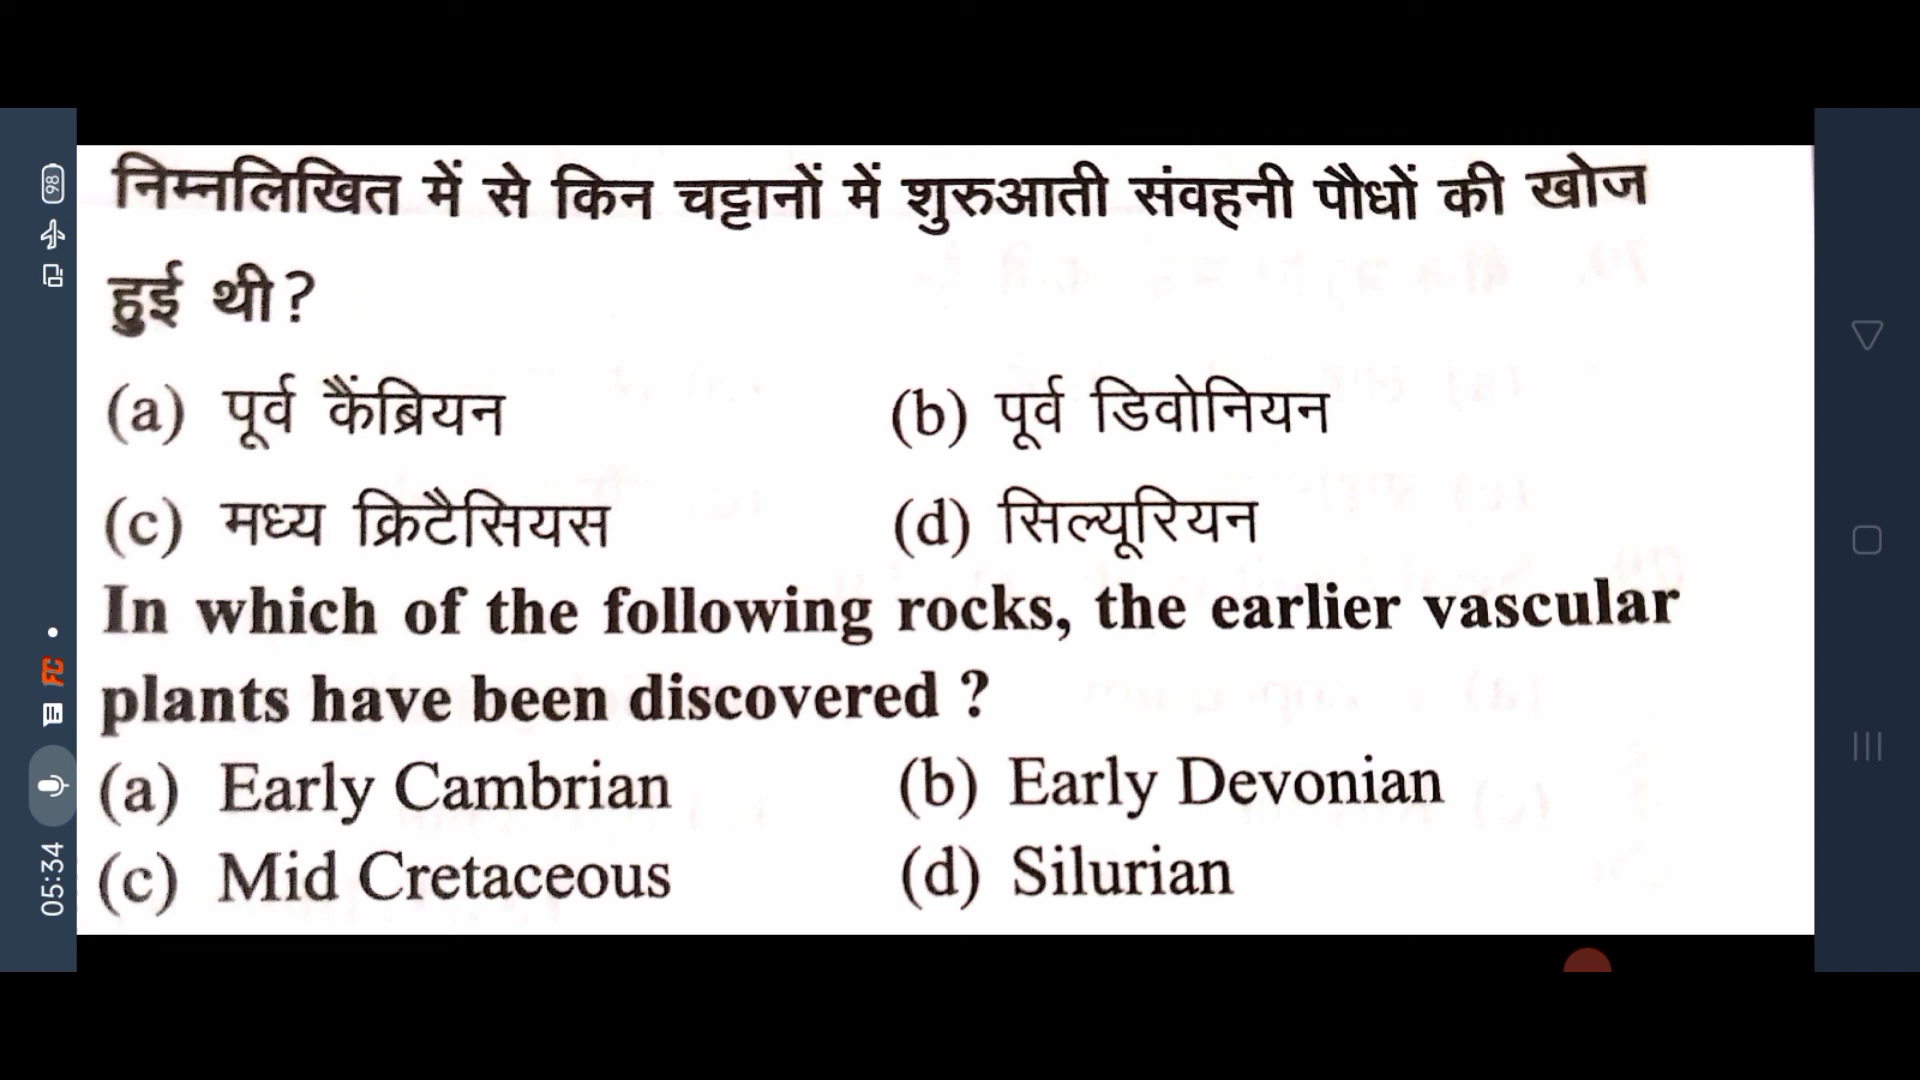 निम्नलिखित में से किन चट्टानों में शुरुआती संवहनी पौधों की खोज
हुई थी?
(a) पूर्व कैंब्रियन (b) पूर्व डिवोनियन
(c) मध्य क्रिटैसियस (d) सिल्यूरियन
In which of the following rocks, the earlier vascular
plants have been discovered ?
(a) Early Cambrian (b) Early Devonian
(c) Mid Cretaceous (d) Silurian
98
FC
05:34